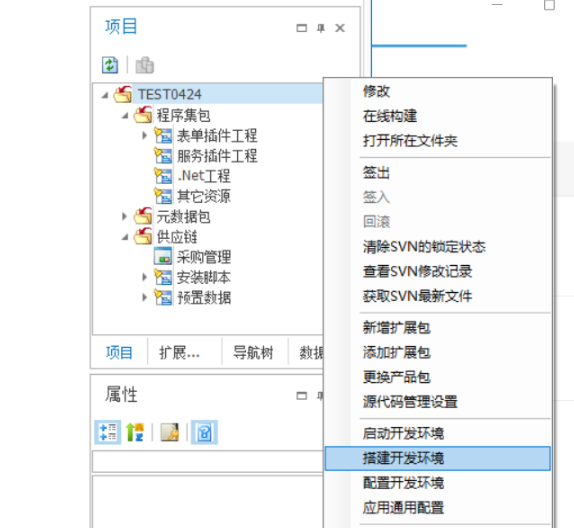 项目
TEST0424
程序集包
表单插件工程
服务插件工程
.Net工程
其它资源
元数据包
供应链
采购管理
安装脚本
预置数据
项目 扩展... 导航树 数据
属性
修改
在线构建
打开所在文件夹
签出
签入
回滚
清除SVN的锁定状态
查看SVN修改记录
获取SVN最新文件
新增扩展包
添加扩展包
更换产品包
源代码管理设置
启动开发环境
搭建开发环境
配置开发环境
应用通用配置